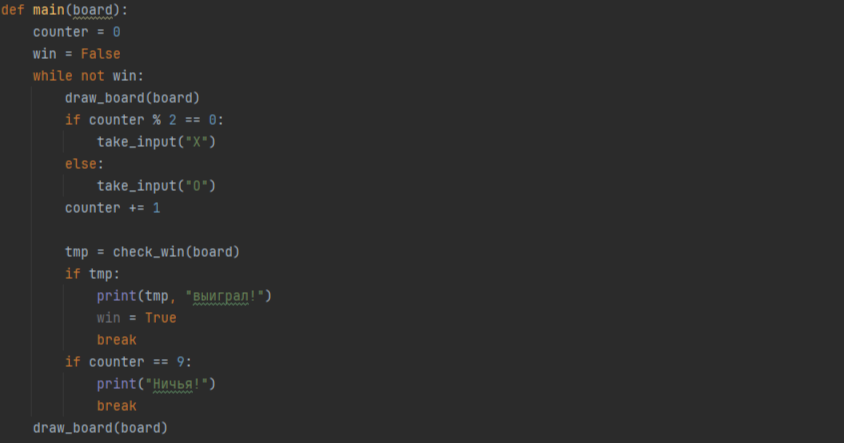 def main(board):
    counter = 0
    win = False
    while not win:
        draw_board(board)
        if counter % 2 == 0:
            take_input("X")
        else:
            take_input("O")
        counter += 1

        tmp = check_win(board)
        if tmp:
            print(tmp, "выиграл!")
            win = True
            break
        if counter == 9:
            print("Ничья!")
            break
    draw_board(board)